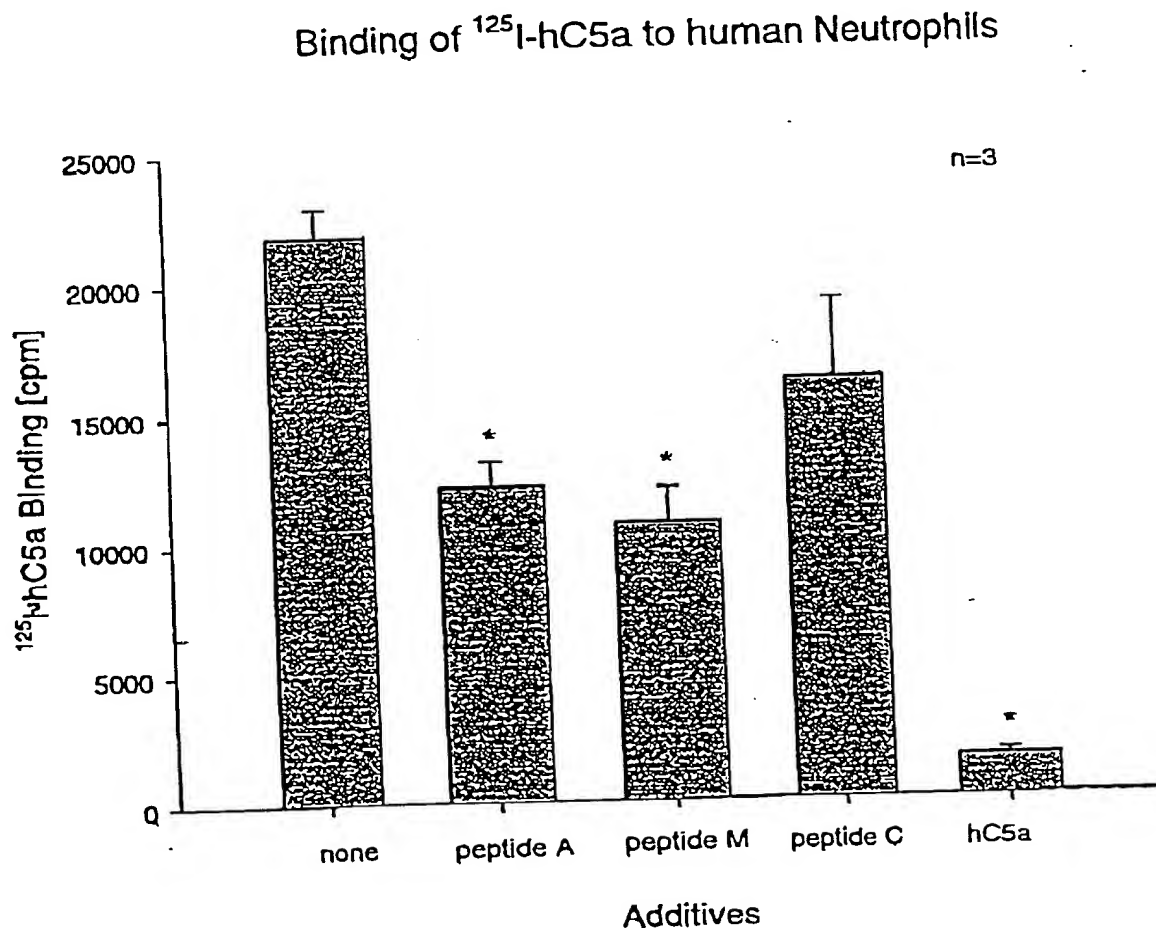 Binding of ¹²⁵I-hC5a to human Neutrophils
n=3
25000
20000
15000
10000
5000
0
¹²⁵I-hC5a Binding [cpm]
*
*
*
none
peptide A
peptide M
peptide C
hC5a
Additives